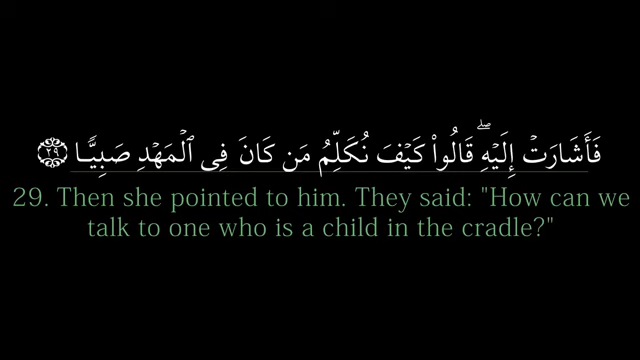 فَأَشَارَتْ إِلَيْهِ ۖ قَالُوا۟ كَيْفَ نُكَلِّمُ مَن كَانَ فِى ٱلْمَهْدِ صَبِيًّۭا ٢٩
29. Then she pointed to him. They said: "How can we
talk to one who is a child in the cradle?"